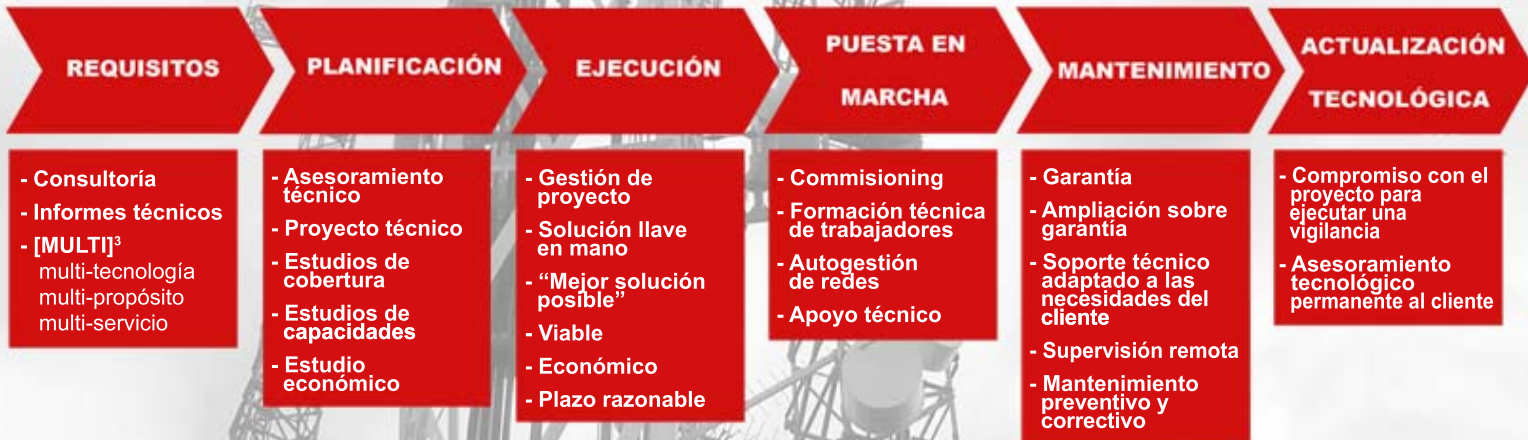 REQUISITOS
- Consultoría
- Informes técnicos
- [MULTI]³
multi-tecnología
multi-propósito
multi-servicio
PLANIFICACIÓN
- Asesoramiento
técnico
- Proyecto técnico
- Estudios de
cobertura
- Estudios de
capacidades
- Estudio
económico
EJECUCIÓN
- Gestión de
proyecto
- Solución llave
en mano
- “Mejor solución
posible”
- Viable
- Económico
- Plazo razonable
PUESTA EN
MARCHA
- Commisioning
- Formación técnica
de trabajadores
- Autogestión
de redes
- Apoyo técnico
MANTENIMIENTO
- Garantía
- Ampliación sobre
garantía
- Soporte técnico
adaptado a las
necesidades del
cliente
- Supervisión remota
- Mantenimiento
preventivo y
correctivo
ACTUALIZACIÓN
TECNOLÓGICA
- Compromiso con el
proyecto para
ejecutar una
vigilancia
- Asesoramiento
tecnológico
permanente al cliente